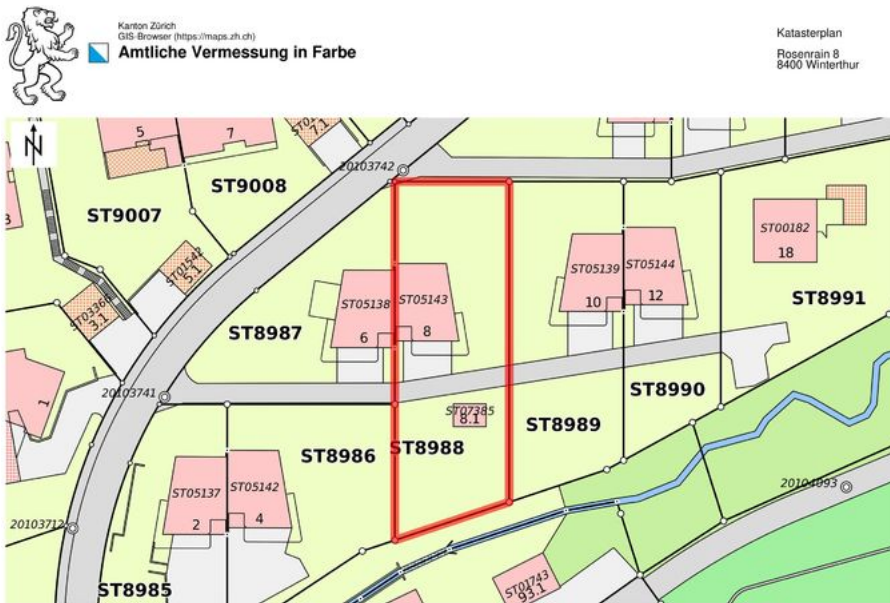 Kanton Zürich
GIS-Browser (https://maps.zh.ch)
Amtliche Vermessung in Farbe
Katasterplan
Rosenrain 8
8400 Winterthur
N
5
7
7.1
20103742
ST9008
ST9007
3
ST01542
5.1
ST03366
3.1
ST8987
ST05138
6
ST05143
8
ST05139
10
ST05144
12
ST00182
18
ST8991
1
20103741
ST8990
ST07385
8.1
ST8989
ST8988
ST8986
ST05137
2
ST05142
4
20103712
20104093
ST8985
ST01743
93.1